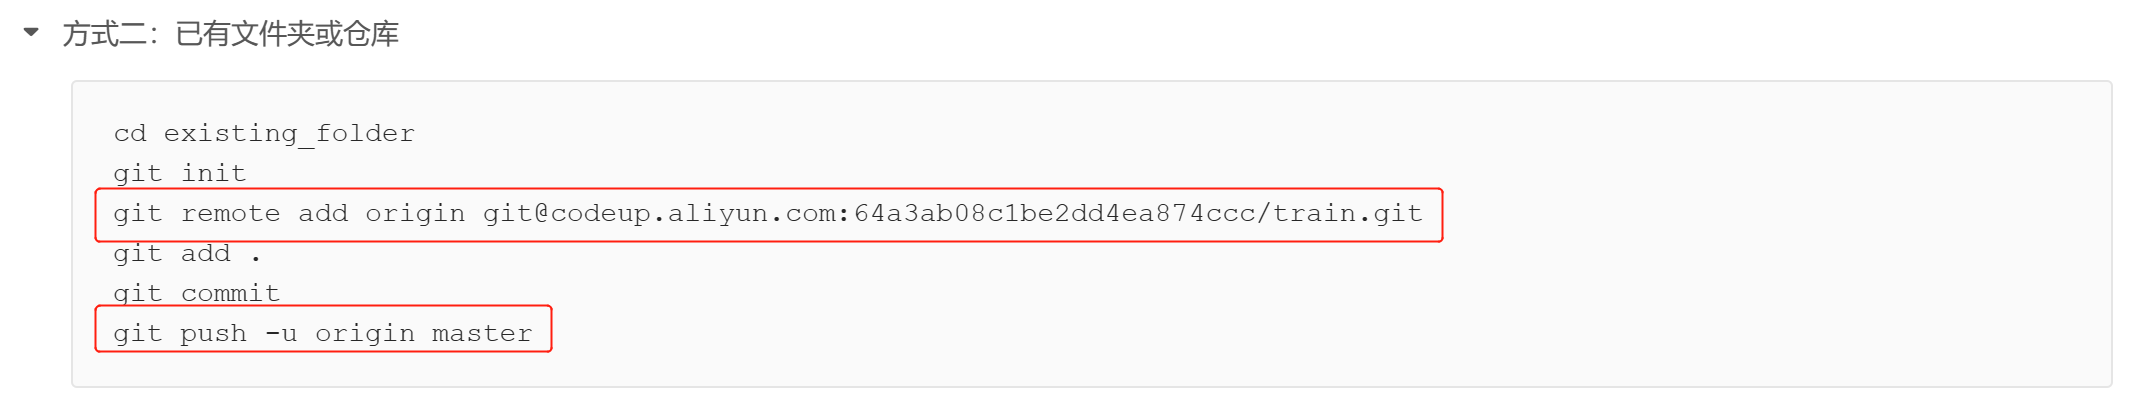 方式二：已有文件夹或仓库
cd existing_folder
git init
git remote add origin git@codeup.aliyun.com:64a3ab08c1be2dd4ea874ccc/train.git
git add .
git commit
git push -u origin master